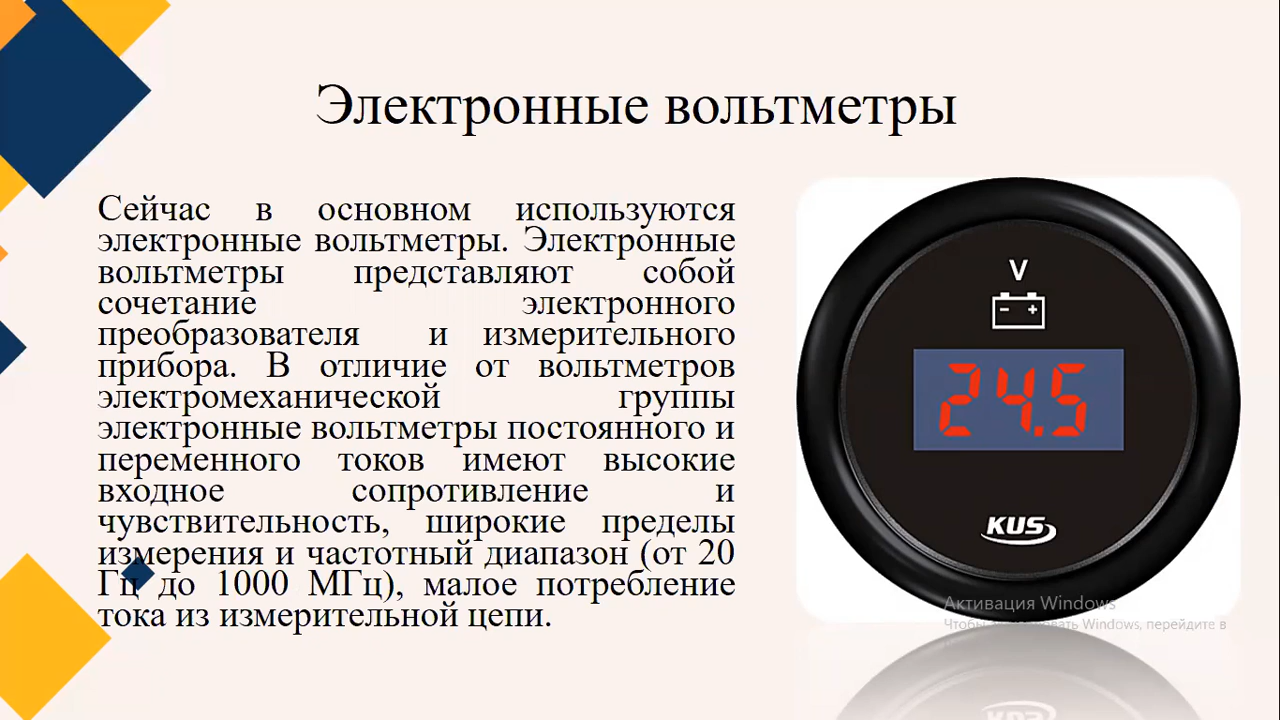 Электронные вольтметры
Сейчас в основном используются
электронные вольтметры. Электронные
вольтметры представляют собой
сочетание электронного
преобразователя и измерительного
прибора. В отличие от вольтметров
электромеханической группы
электронные вольтметры постоянного и
переменного токов имеют высокие
входное сопротивление и
чувствительность, широкие пределы
измерения и частотный диапазон (от 20
Гц до 1000 МГц), малое потребление
тока из измерительной цепи.
V
- +
24.5
KUS
Активация Windows
Windows, перейдите в